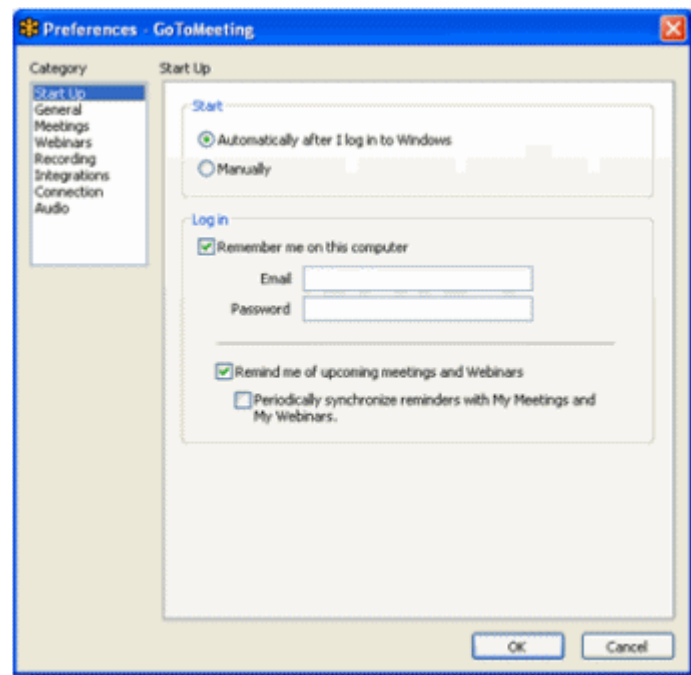 Preferences - GoToMeeting
Category
Start Up
Start Up
General
Meetings
Webinars
Recording
Integrations
Connection
Audio
Start
Automatically after I log in to Windows
Manually
Log in
Remember me on this computer
Email
Password
Remind me of upcoming meetings and Webinars
Periodically synchronize reminders with My Meetings and
My Webinars.
OK
Cancel